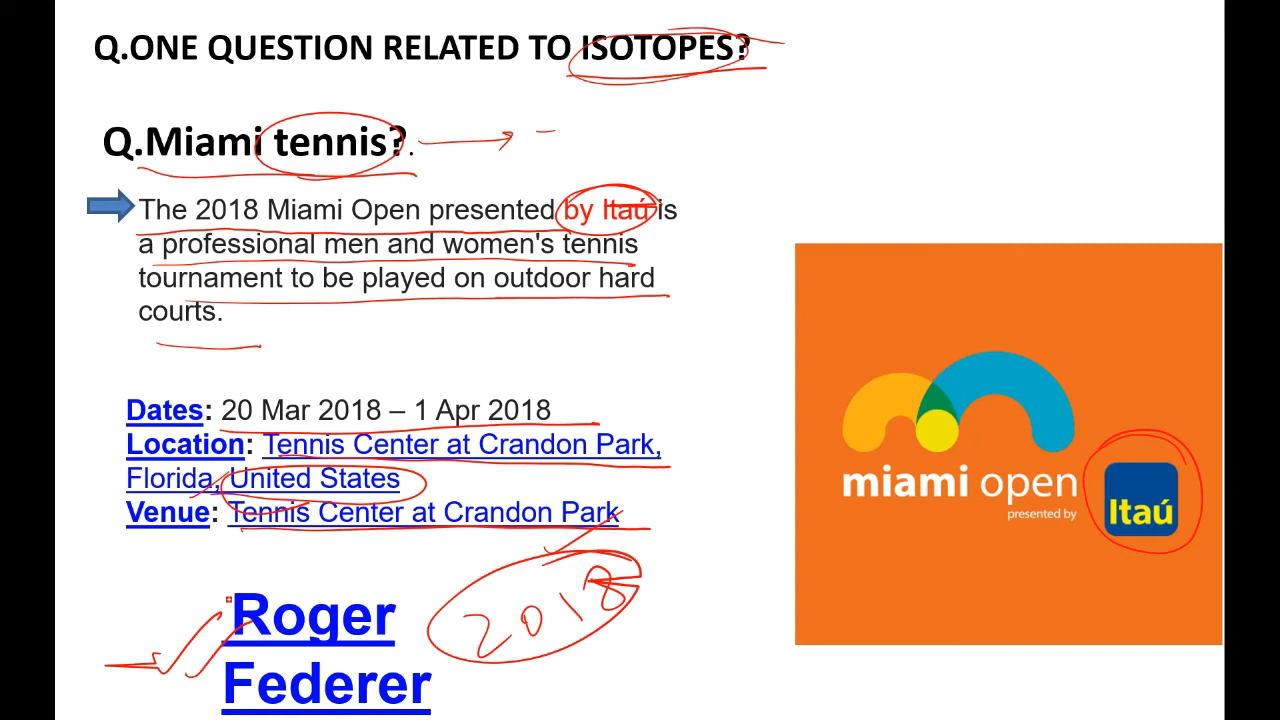 Q.ONE QUESTION RELATED TO ISOTOPES?
Q.Miami tennis?.
The 2018 Miami Open presented by Itaú is
a professional men and women's tennis
tournament to be played on outdoor hard
courts.
Dates: 20 Mar 2018 – 1 Apr 2018
Location: Tennis Center at Crandon Park,
Florida, United States
Venue: Tennis Center at Crandon Park
Roger
Federer
2018
miami open
presented by
Itaú